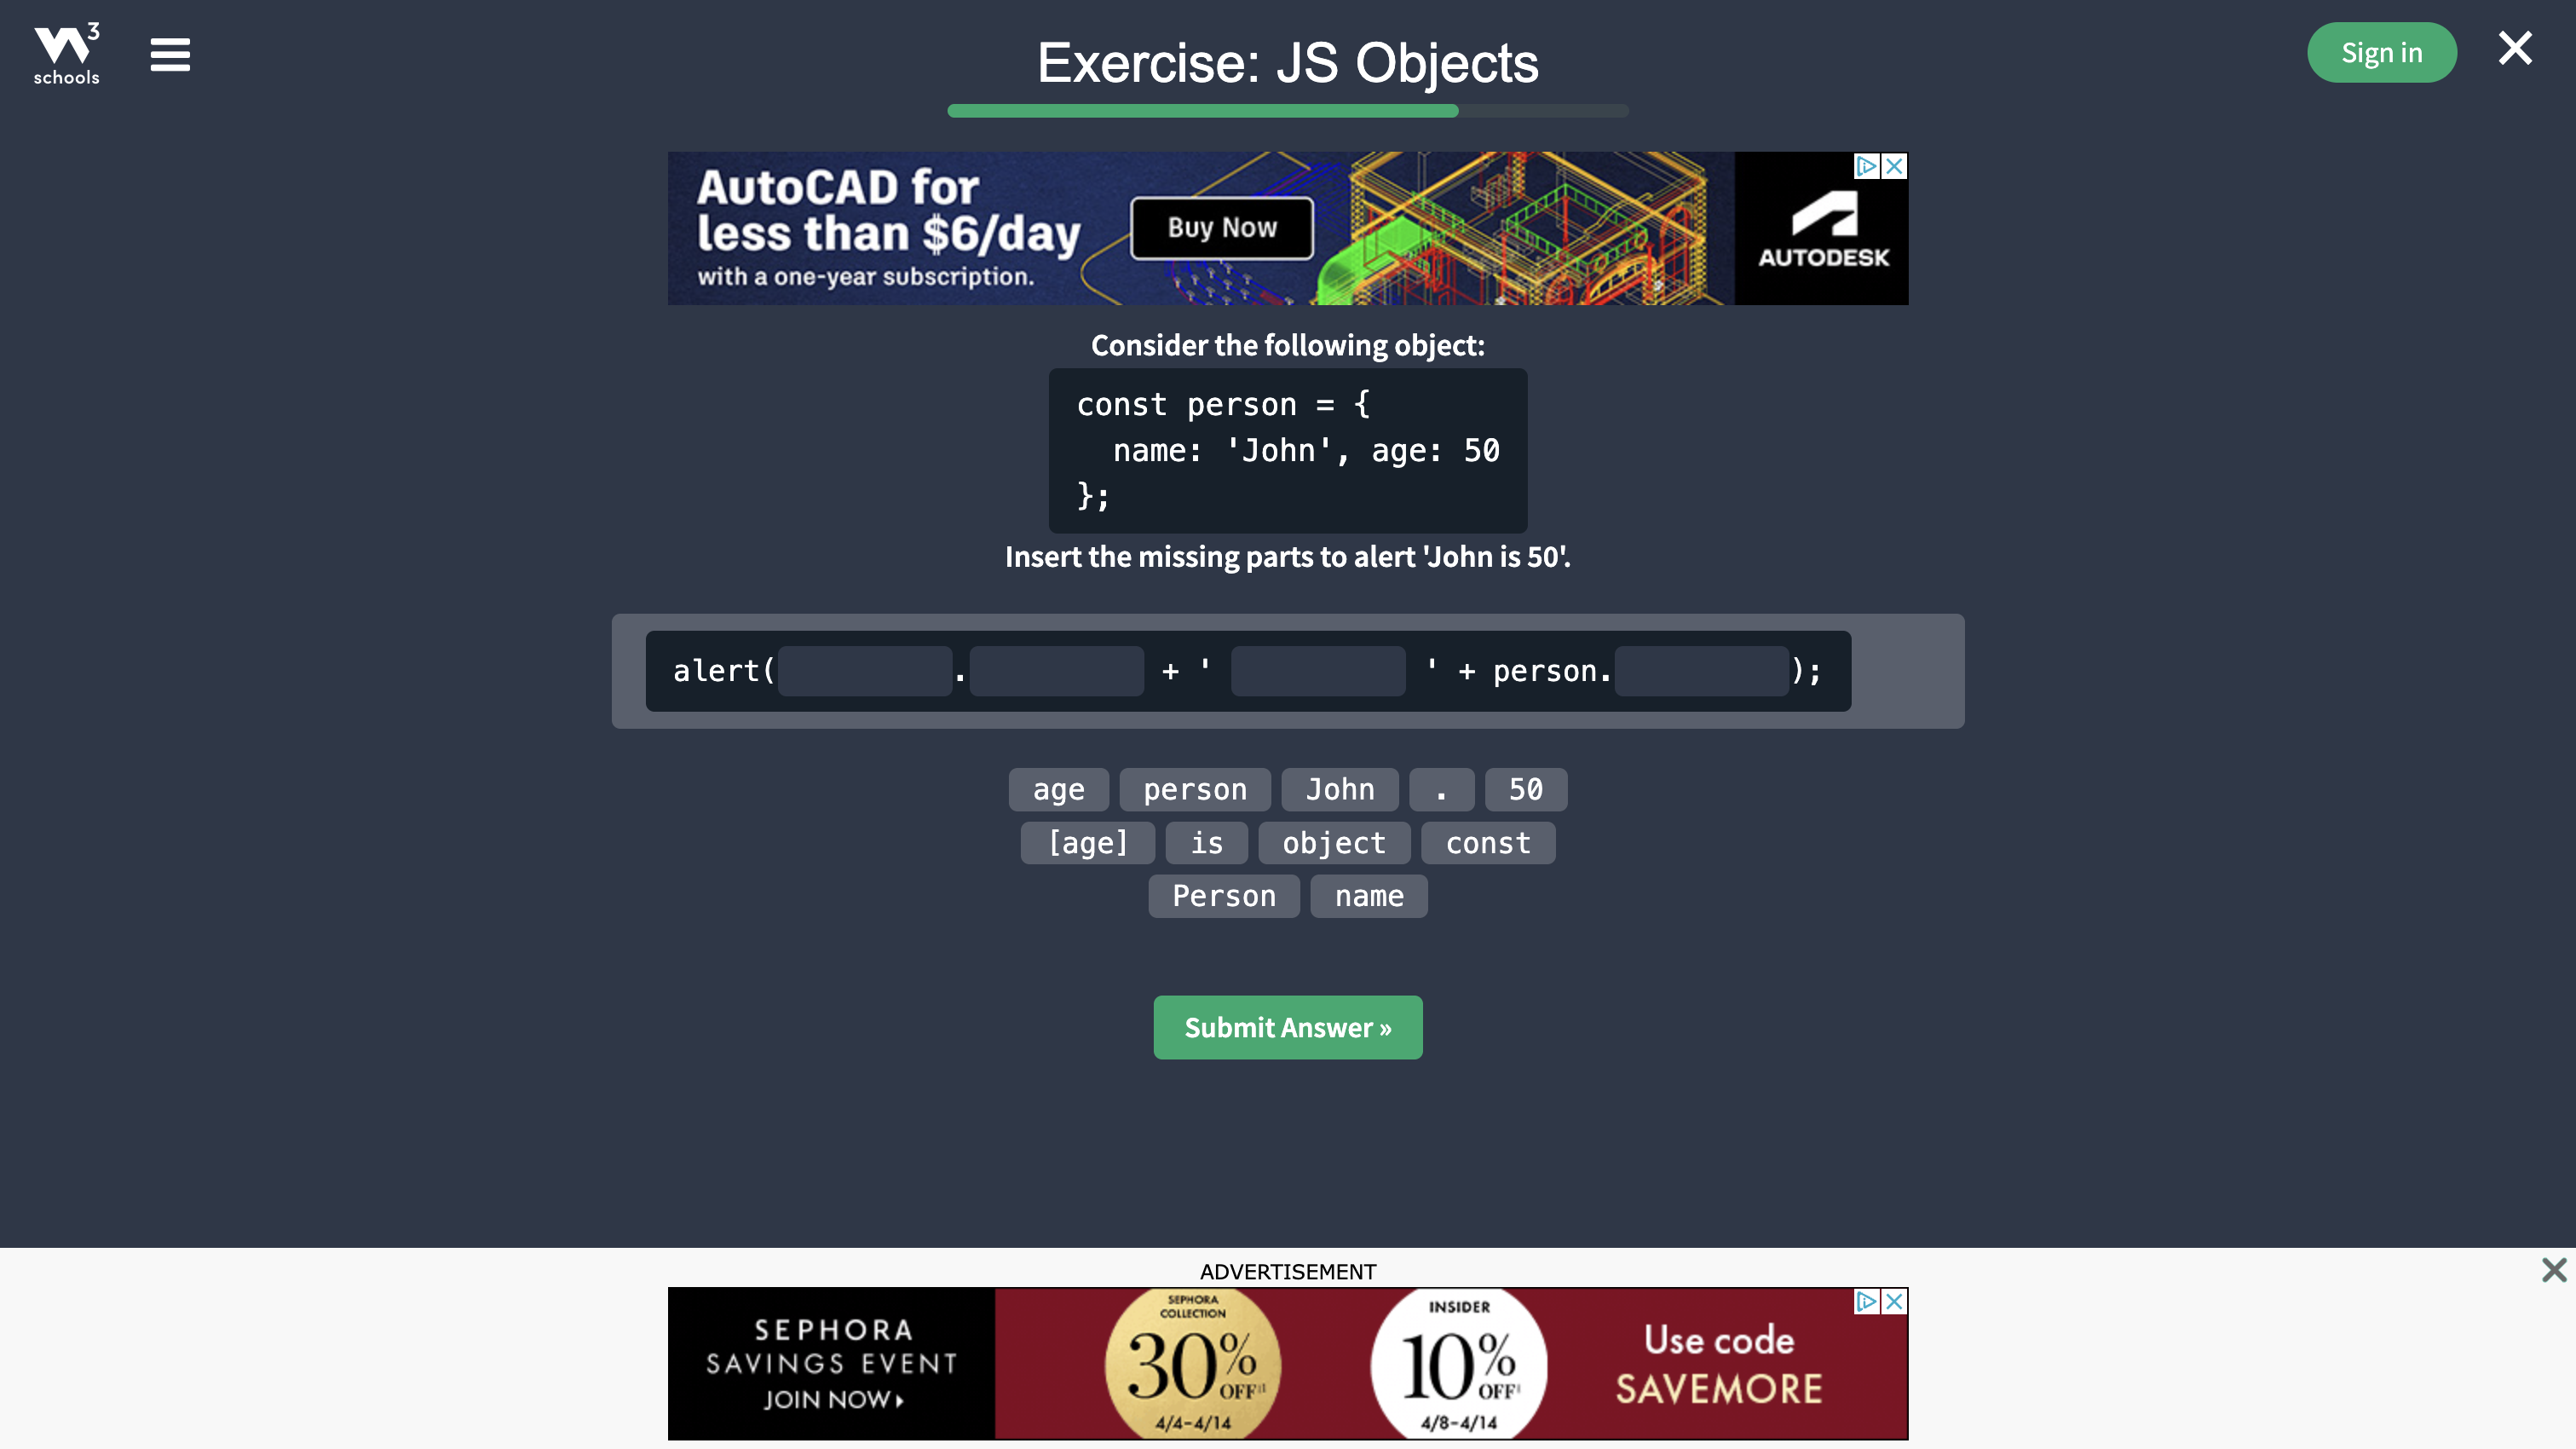 W3 schools
Exercise: JS Objects
Sign in
AutoCAD for
less than $6/day
with a one-year subscription.
Buy Now
AUTODESK
Consider the following object:
const person = {
  name: 'John', age: 50
};
Insert the missing parts to alert 'John is 50'.
alert( . + ' ' + person. );
age person John . 50
[age] is object const
Person name
Submit Answer »
ADVERTISEMENT
SEPHORA
SAVINGS EVENT
JOIN NOW
SEPHORA
COLLECTION
30%
OFF
4/4–4/14
INSIDER
10%
OFF
4/8–4/14
Use code
SAVEMORE